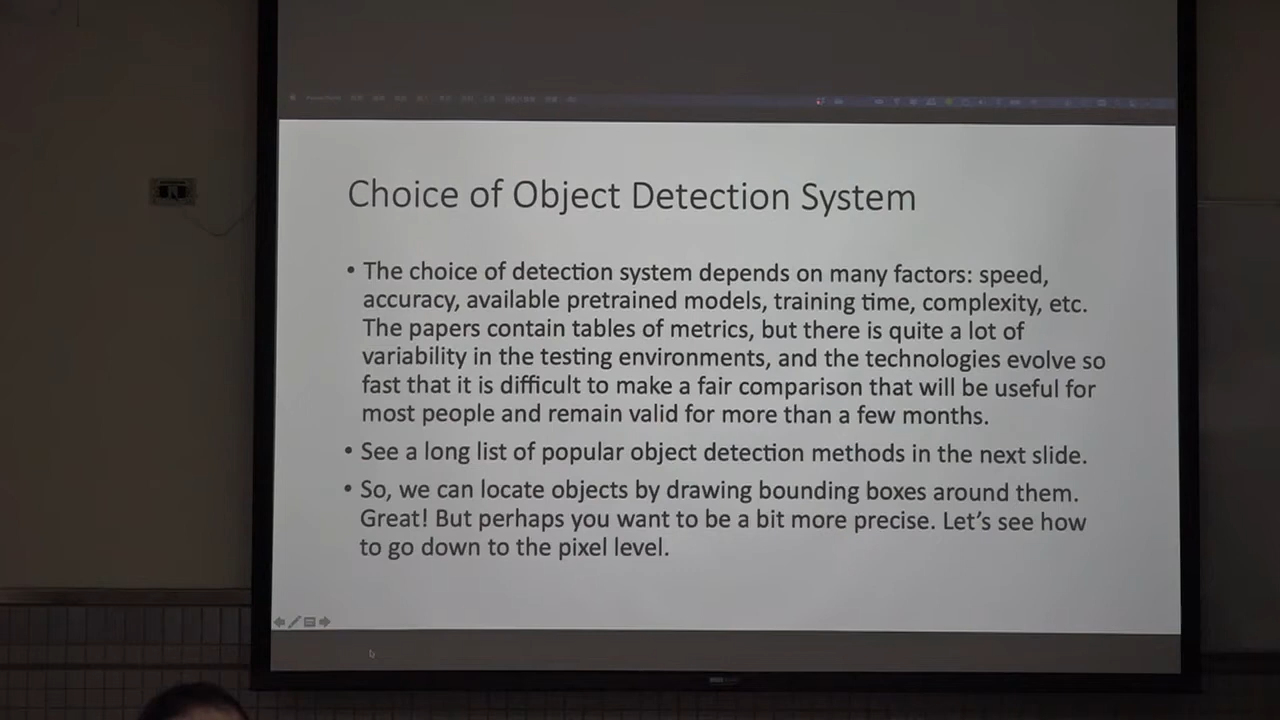 Choice of Object Detection System
• The choice of detection system depends on many factors: speed,
accuracy, available pretrained models, training time, complexity, etc.
The papers contain tables of metrics, but there is quite a lot of
variability in the testing environments, and the technologies evolve so
fast that it is difficult to make a fair comparison that will be useful for
most people and remain valid for more than a few months.
• See a long list of popular object detection methods in the next slide.
• So, we can locate objects by drawing bounding boxes around them.
Great! But perhaps you want to be a bit more precise. Let’s see how
to go down to the pixel level.